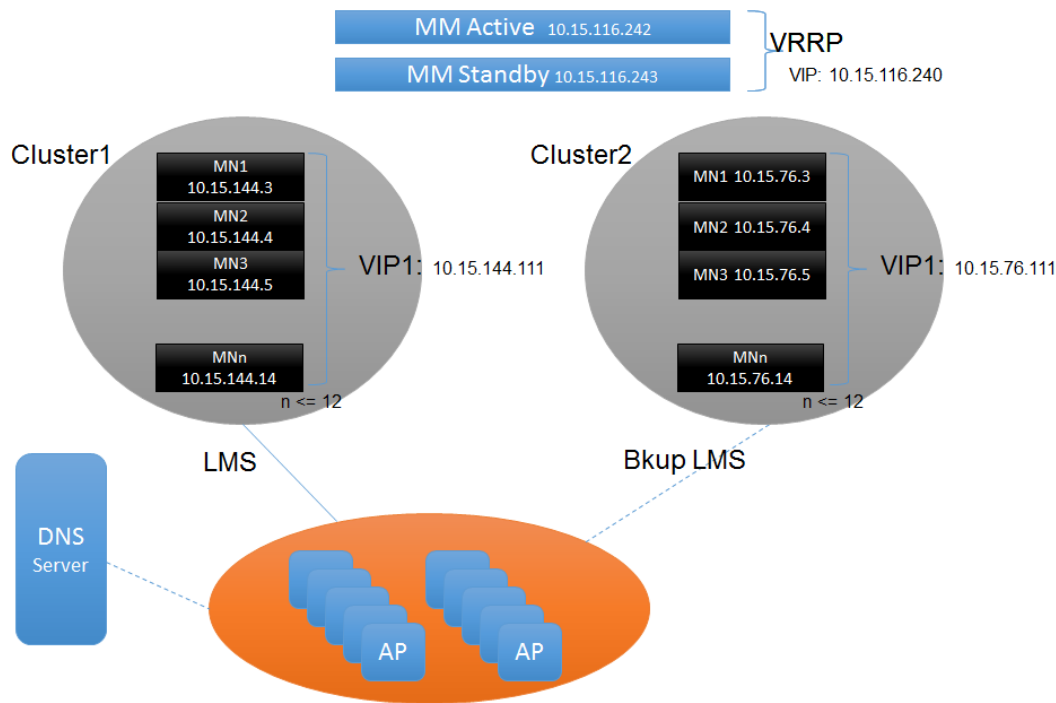 MM Active 10.15.116.242
MM Standby 10.15.116.243
VRRP
VIP: 10.15.116.240
Cluster1
MN1
10.15.144.3
MN2
10.15.144.4
MN3
10.15.144.5
MNn
10.15.144.14
n <= 12
VIP1: 10.15.144.111
Cluster2
MN1 10.15.76.3
MN2 10.15.76.4
MN3 10.15.76.5
MNn
10.15.76.14
n <= 12
VIP1: 10.15.76.111
LMS
Bkup LMS
DNS
Server
AP
AP